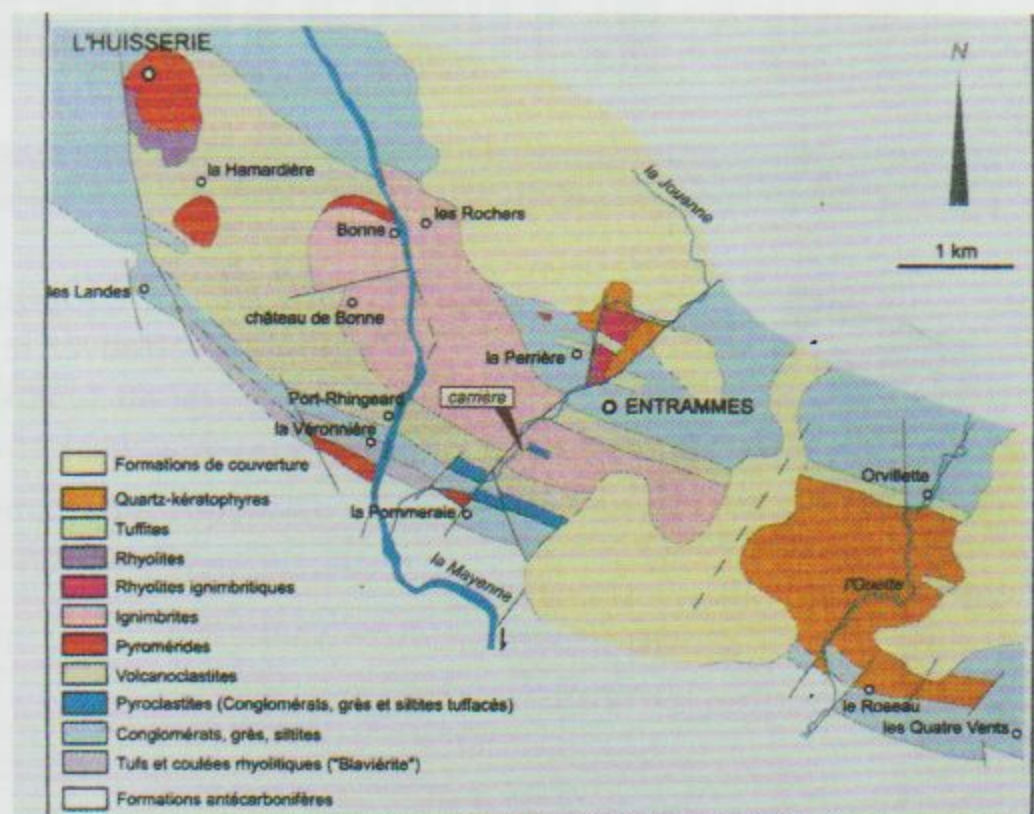 L'HUISSERIE
N
la Hamardière
la Jouanne
les Rochers
Bonne
1 km
les Landes
château de Bonne
la Perrière
carrière
ENTRAMMES
Port-Rhingeard
la Véronnière
Orvillette
la Pommeraie
la Mayenne
l'Ouette
le Roseau
les Quatre Vents
Formations de couverture
Quartz-kératophyres
Tuffites
Rhyolites
Rhyolites ignimbritiques
Ignimbrites
Pyromérides
Volcanoclastites
Pyroclastites (Conglomérats, grès et siltites tuffacés)
Conglomérats, grès, siltites
Tufs et coulées rhyolitiques ("Blaviérite")
Formations antécarbonifères